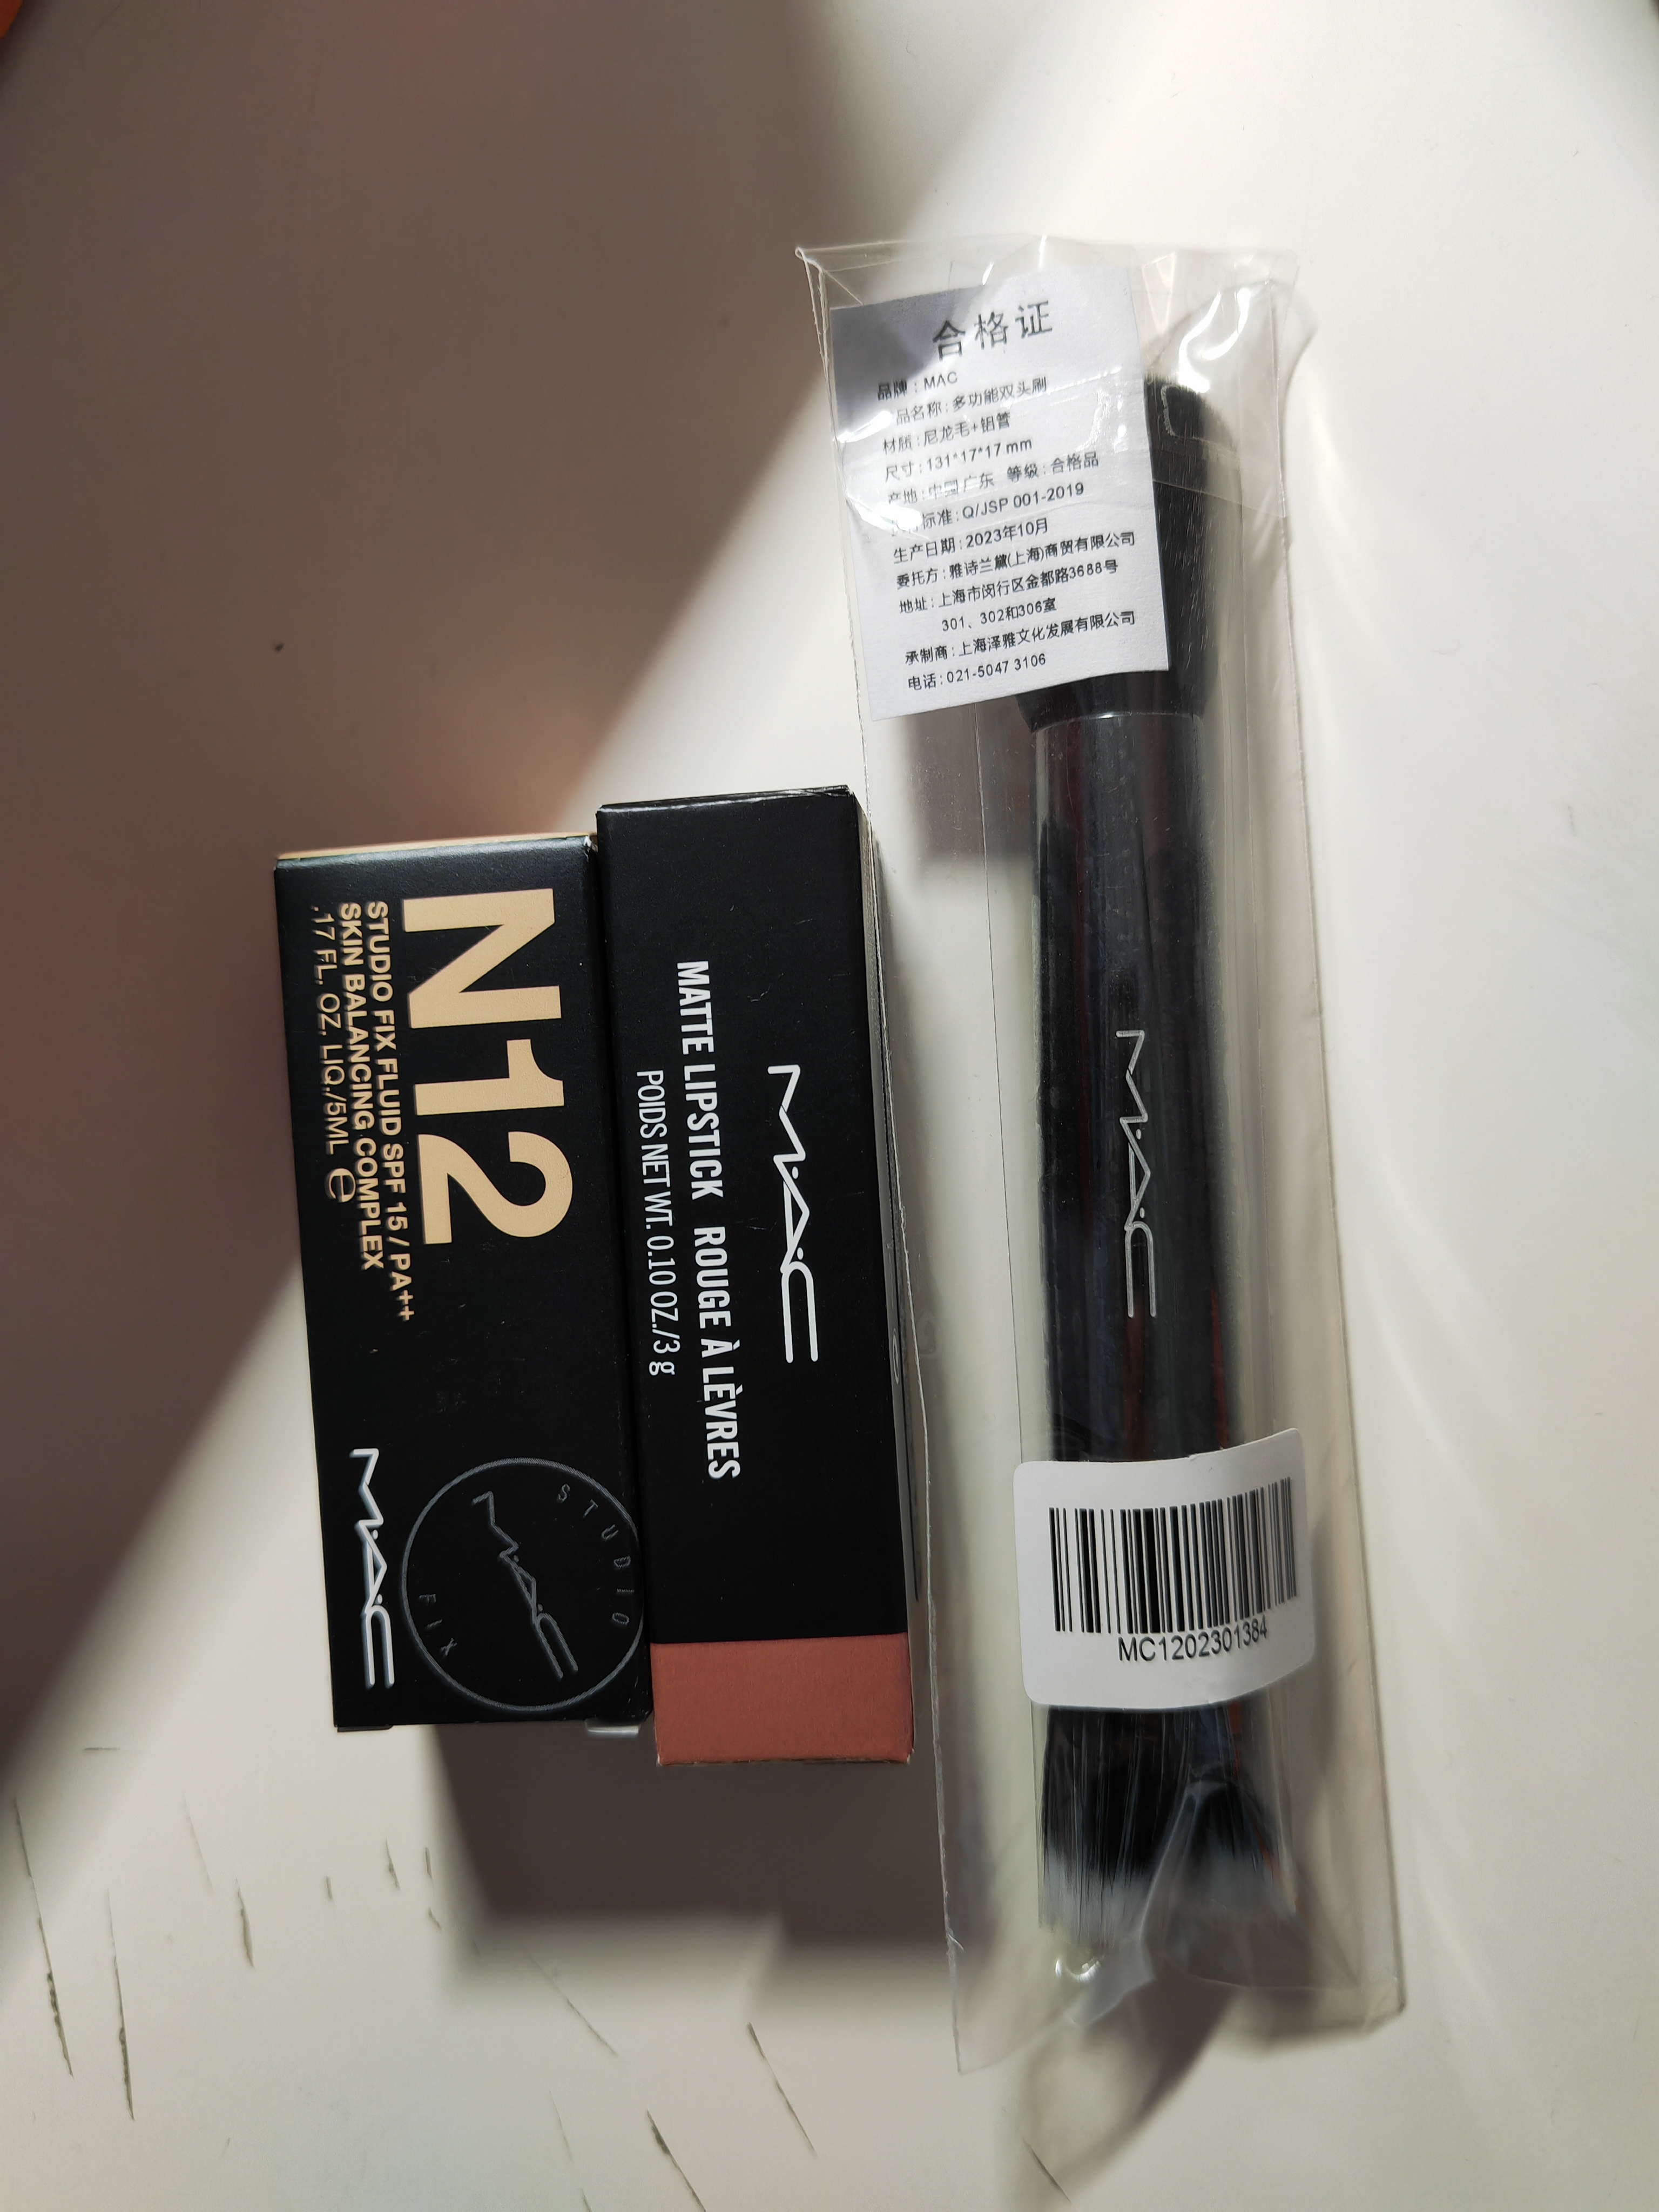 合格证
品牌：MAC
品名称：多功能双头刷
材质：尼龙毛+铝管
尺寸：131*17*17 mm
产地：中国广东 等级：合格品
标准：Q/JSP 001-2019
生产日期：2023年10月
委托方：雅诗兰黛(上海)商贸有限公司
地址：上海市闵行区金都路3688号
301、302和306室
承制商：上海泽雅文化发展有限公司
电话：021-5047 3106
MAC
MC1202301384
MAC
MATTE LIPSTICK ROUGE À LÈVRES
POIDS NET WT. 0.10 OZ./3 g
N12
STUDIO FIX FLUID SPF 15 / PA++
SKIN BALANCING COMPLEX
.17 FL. OZ. LIQ./5ML e
STUDIO
MAC
FIX
MAC